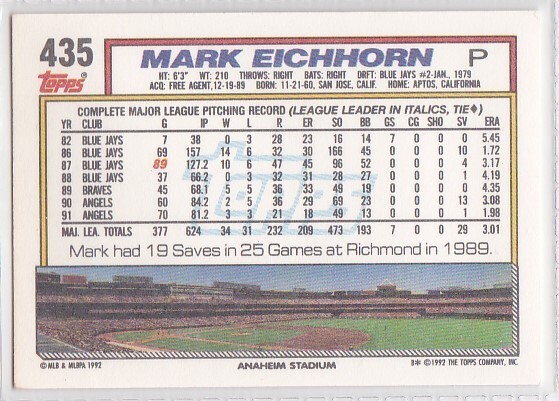 435 MARK EICHHORN P
topps®
HT: 6'3" WT: 210 THROWS: RIGHT BATS: RIGHT DRFT: BLUE JAYS #2-JAN., 1979
ACQ: FREE AGENT, 12-19-89 BORN: 11-21-60, SAN JOSE, CALIF. HOME: APTOS, CALIFORNIA
COMPLETE MAJOR LEAGUE PITCHING RECORD (LEAGUE LEADER IN ITALICS, TIE♦)
YR CLUB G IP W L R ER SO BB GS CG SHO SV ERA
82 BLUE JAYS 7 38 0 3 28 23 16 14 7 0 0 0 5.45
86 BLUE JAYS 69 157 14 6 32 30 166 45 0 0 0 10 1.72
87 BLUE JAYS 89 127.2 10 6 47 45 96 52 0 0 0 4 3.17
88 BLUE JAYS 37 66.2 0 3 32 31 28 27 0 0 0 1 4.19
89 BRAVES 45 68.1 5 5 36 33 49 19 0 0 0 0 4.35
90 ANGELS 60 84.2 2 5 36 29 69 23 0 0 0 13 3.08
91 ANGELS 70 81.2 3 3 21 18 49 13 0 0 0 1 1.98
MAJ. LEA. TOTALS 377 624 34 31 232 209 473 193 7 0 0 29 3.01
Mark had 19 Saves in 25 Games at Richmond in 1989.
©MLB & MLBPA 1992 ANAHEIM STADIUM B* ©1992 THE TOPPS COMPANY, INC.